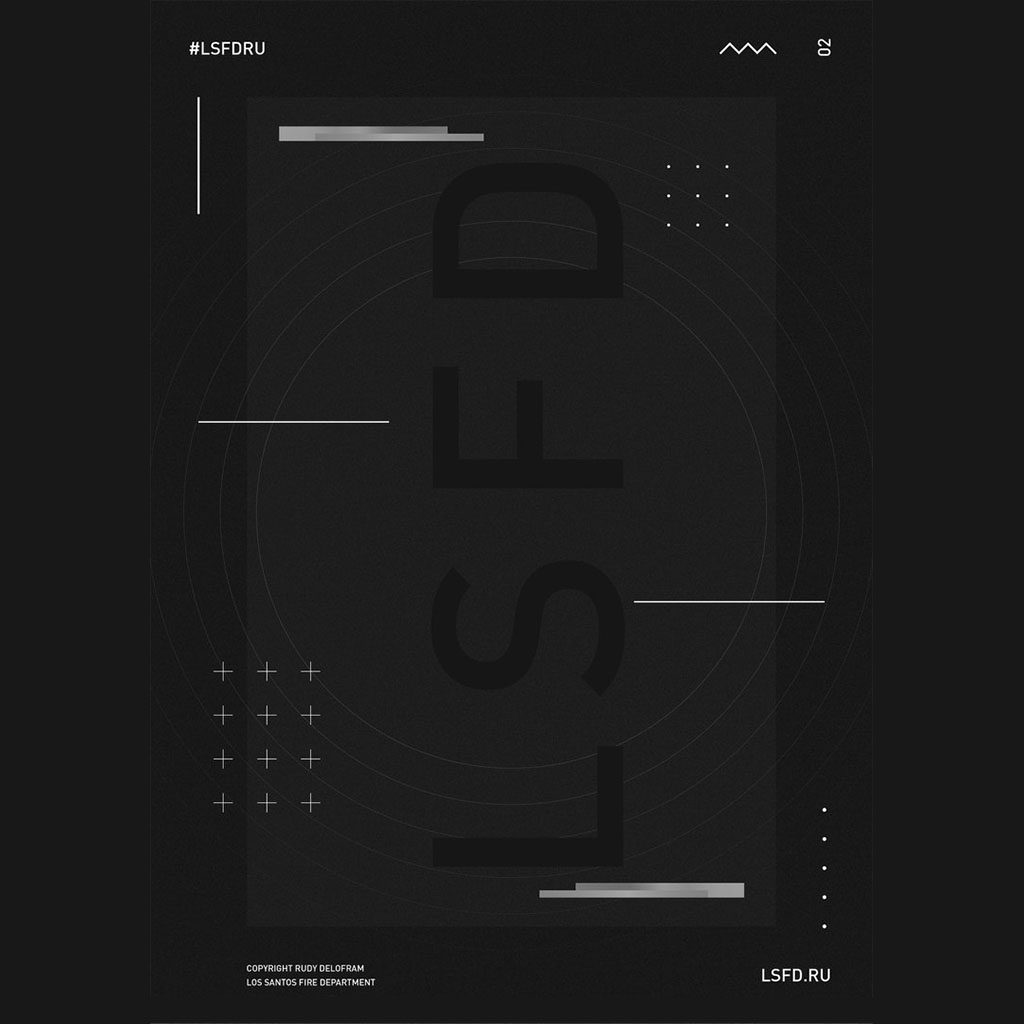 #LSFDRU
02
LSFD
COPYRIGHT RUDY DELOFRAM
LOS SANTOS FIRE DEPARTMENT
LSFD.RU